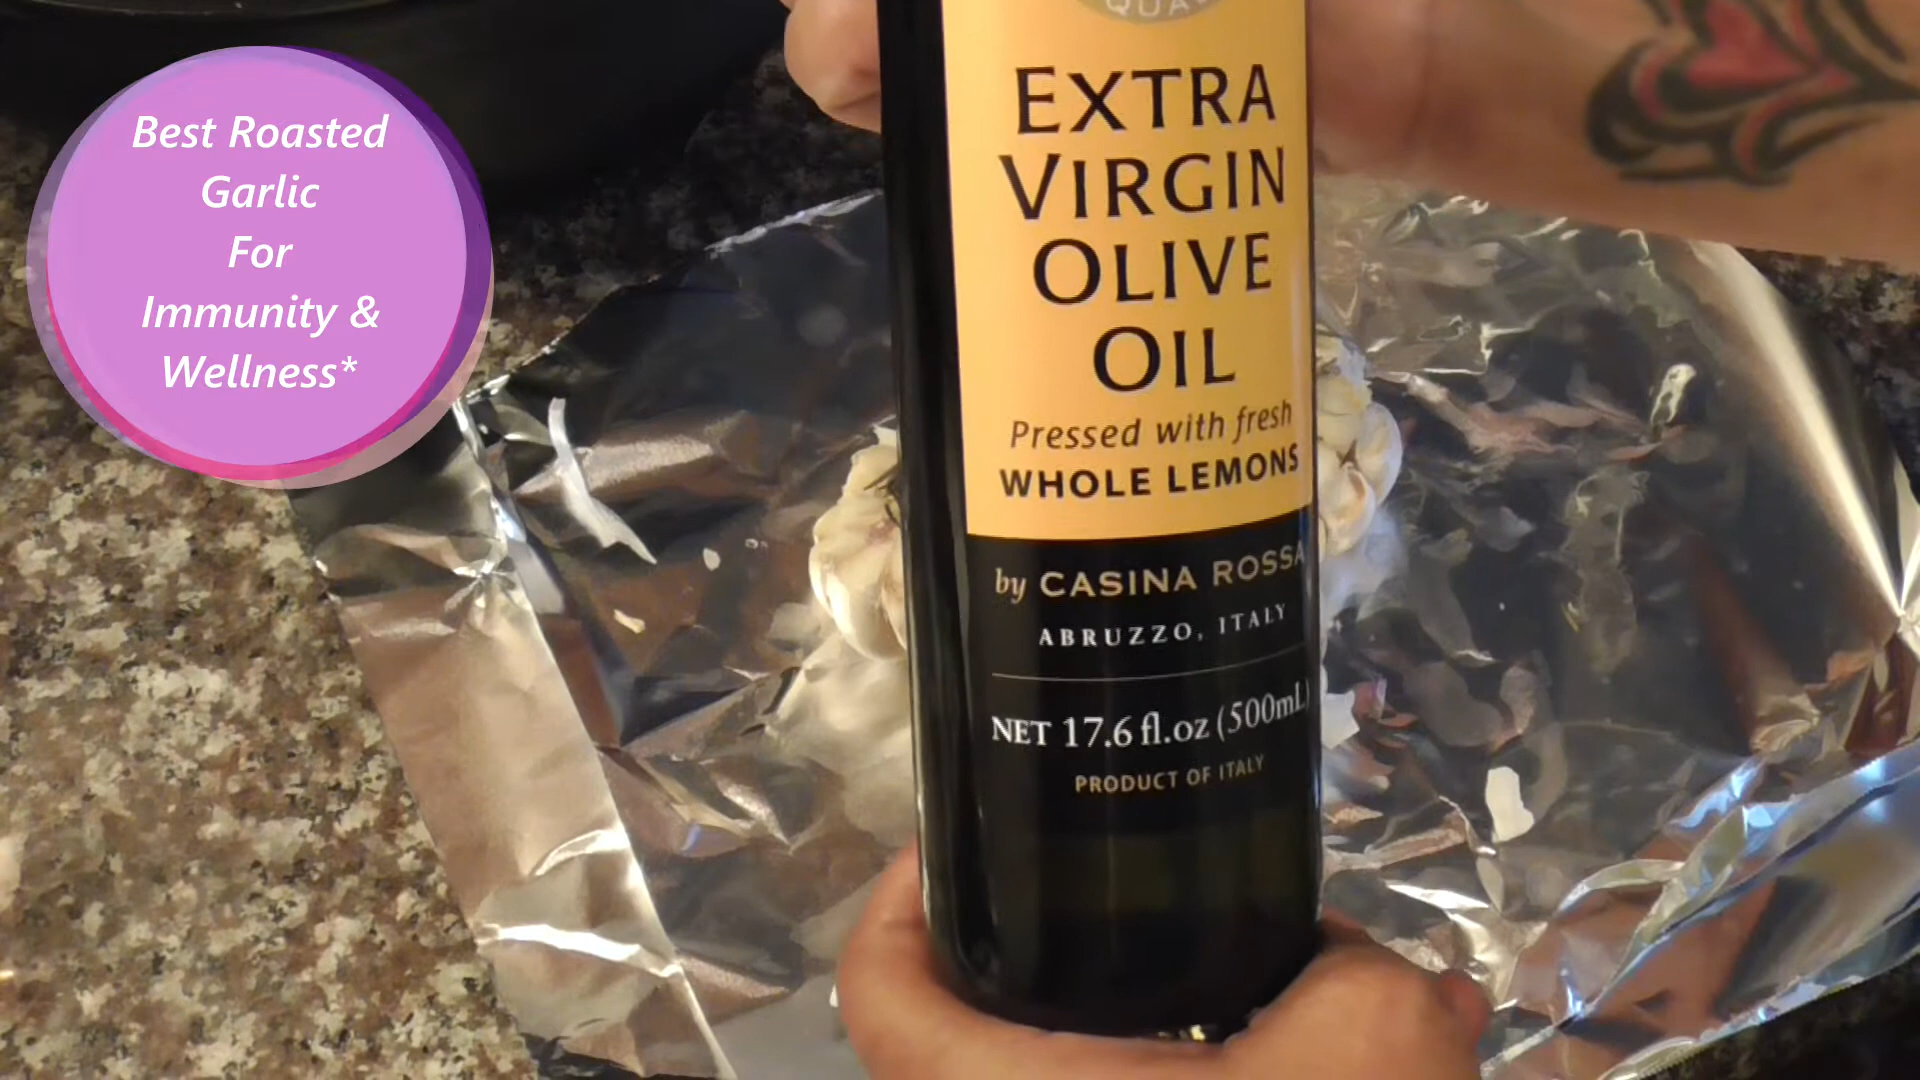 Best Roasted
Garlic
For
Immunity &
Wellness*
EXTRA
VIRGIN
OLIVE
OIL
Pressed with fresh
WHOLE LEMONS
by CASINA ROSSA
ABRUZZO, ITALY
NET 17.6 fl.oz (500mL)
PRODUCT OF ITALY